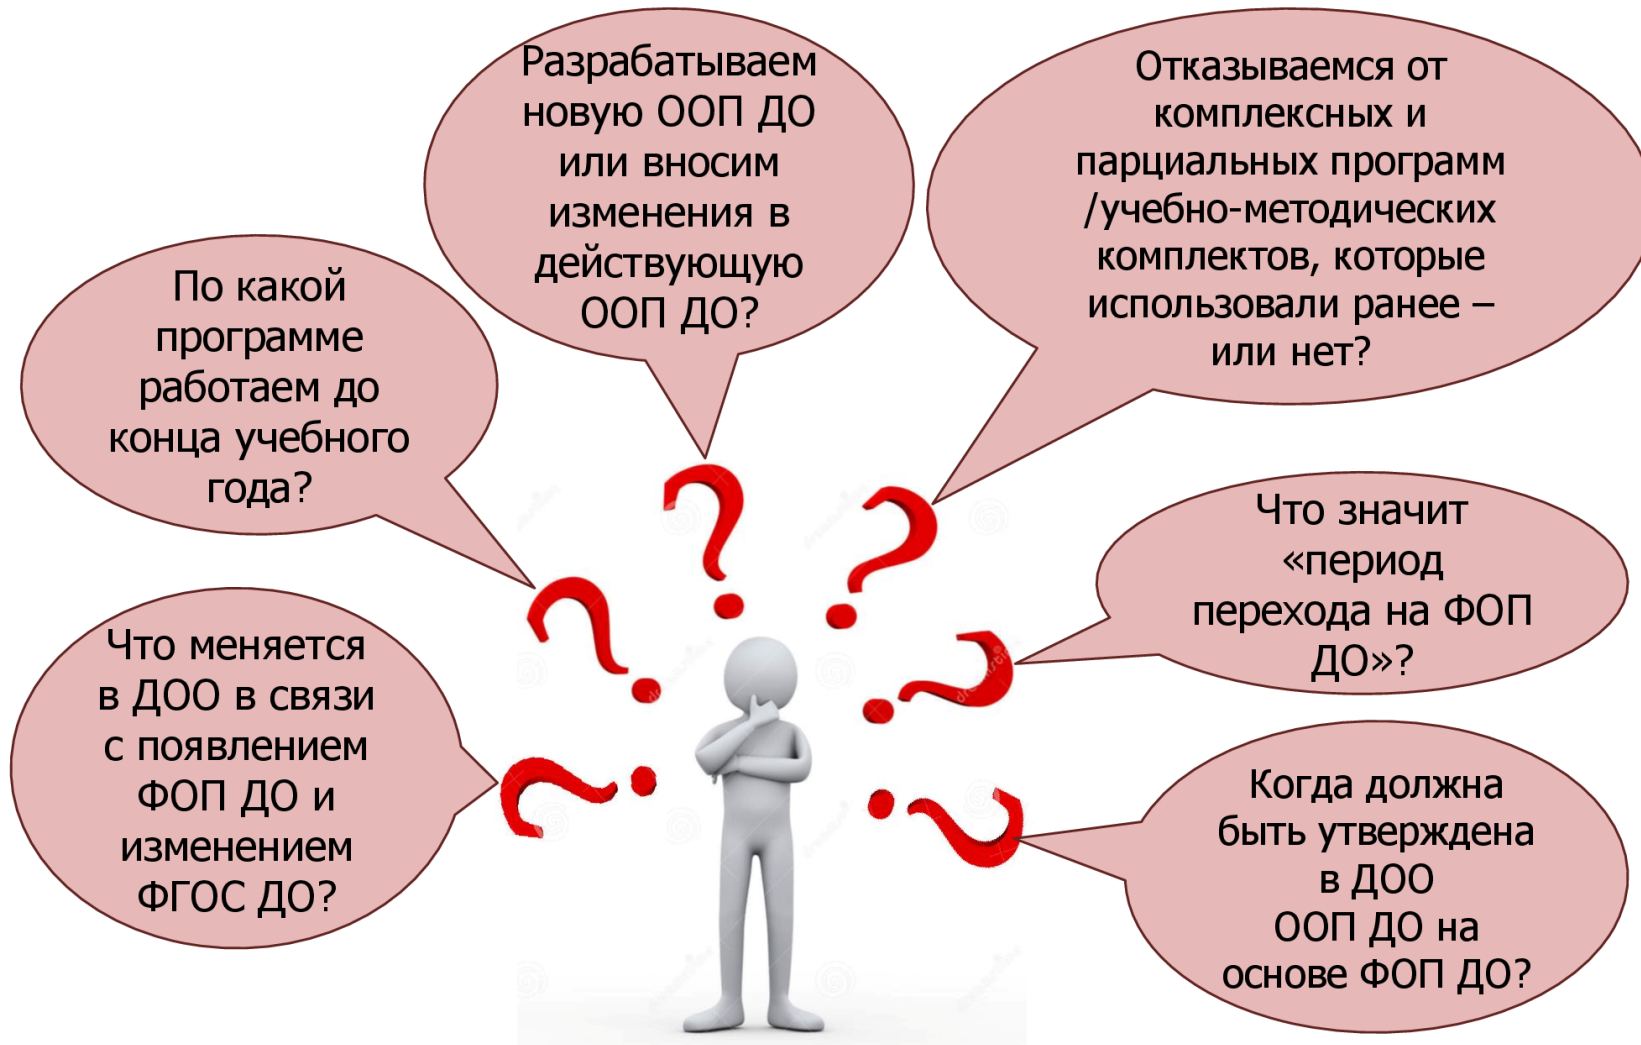 Разрабатываем
новую ООП ДО
или вносим
изменения в
действующую
ООП ДО?
Отказываемся от
комплексных и
парциальных программ
/учебно-методических
комплектов, которые
использовали ранее –
или нет?
По какой
программе
работаем до
конца учебного
года?
Что значит
«период
перехода на ФОП
ДО»?
Что меняется
в ДОО в связи
с появлением
ФОП ДО и
изменением
ФГОС ДО?
Когда должна
быть утверждена
в ДОО
ООП ДО на
основе ФОП ДО?